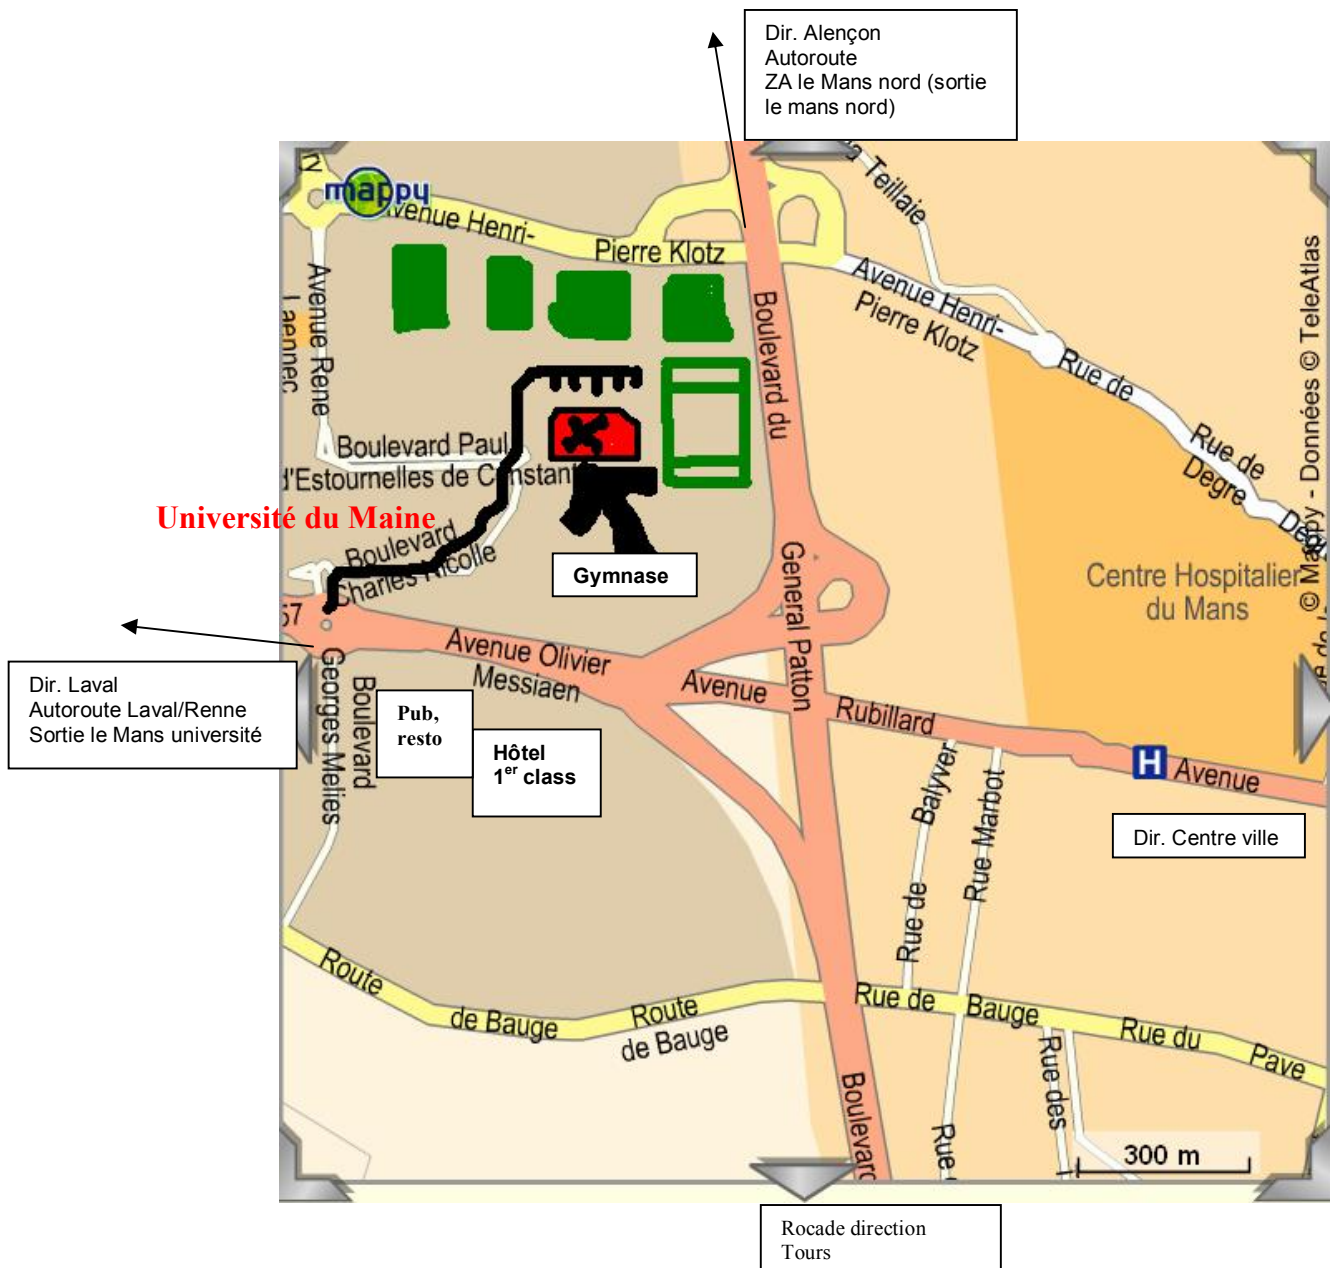 Dir. Alençon
Autoroute
ZA le Mans nord (sortie
le mans nord)
mappy
Avenue Henri-
Pierre Klotz
la Teillaie
Avenue Henri-
Pierre Klotz
Rue de
Rue de
Degre
Avenue Rene
Laennec
Boulevard du
General Patton
Boulevard Paul
d'Estournelles de Constant
Université du Maine
Boulevard
Charles Nicolle
Gymnase
Centre Hospitalier
du Mans
© Mappy - Données © TeleAtlas
57
Avenue Olivier
Messiaen
Avenue
Rubillard
H
Avenue
Dir. Laval
Autoroute Laval/Renne
Sortie le Mans université
Boulevard
Georges Melies
Pub,
resto
Hôtel
1er class
Rue de Balyver
Rue Marbot
Dir. Centre ville
Route
de Bauge
Route
de Bauge
Rue de Bauge
Rue du
Pave
Boulevard
Rue
Rue des
300 m
Rocade direction
Tours